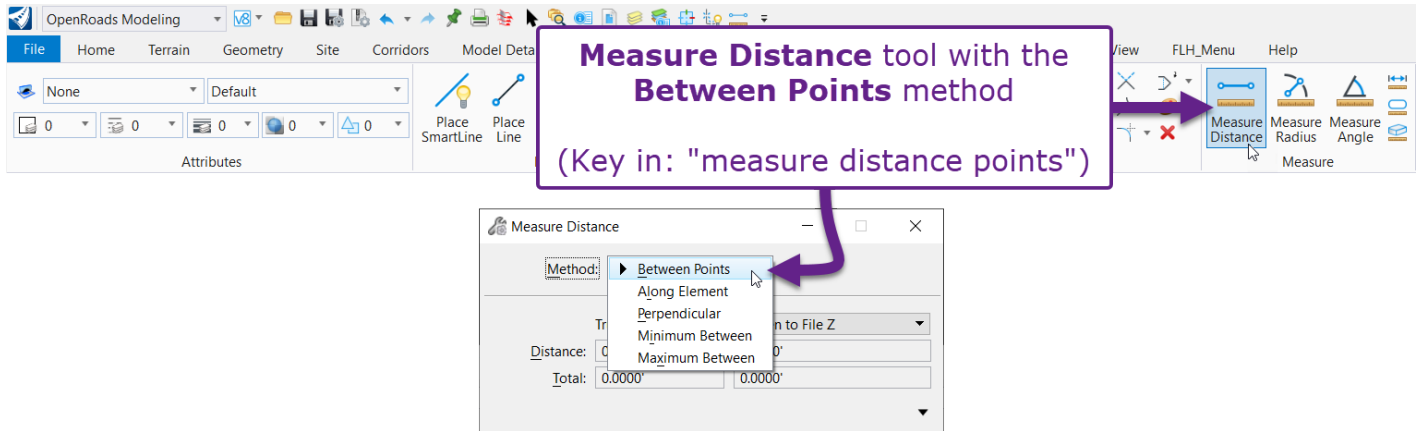 OpenRoads Modeling
V8
File Home Terrain Geometry Site Corridors Model Deta View FLH_Menu Help
Measure Distance tool with the
Between Points method
(Key in: "measure distance points")
None Default
0 0 0 0 0
Attributes
Place SmartLine
Place Line
Measure Distance
Measure Radius
Measure Angle
Measure
Measure Distance
Method: Between Points
Along Element
Perpendicular
Minimum Between
Maximum Between
Tr n to File Z
Distance: 0 0'
Total: 0.0000' 0.0000'